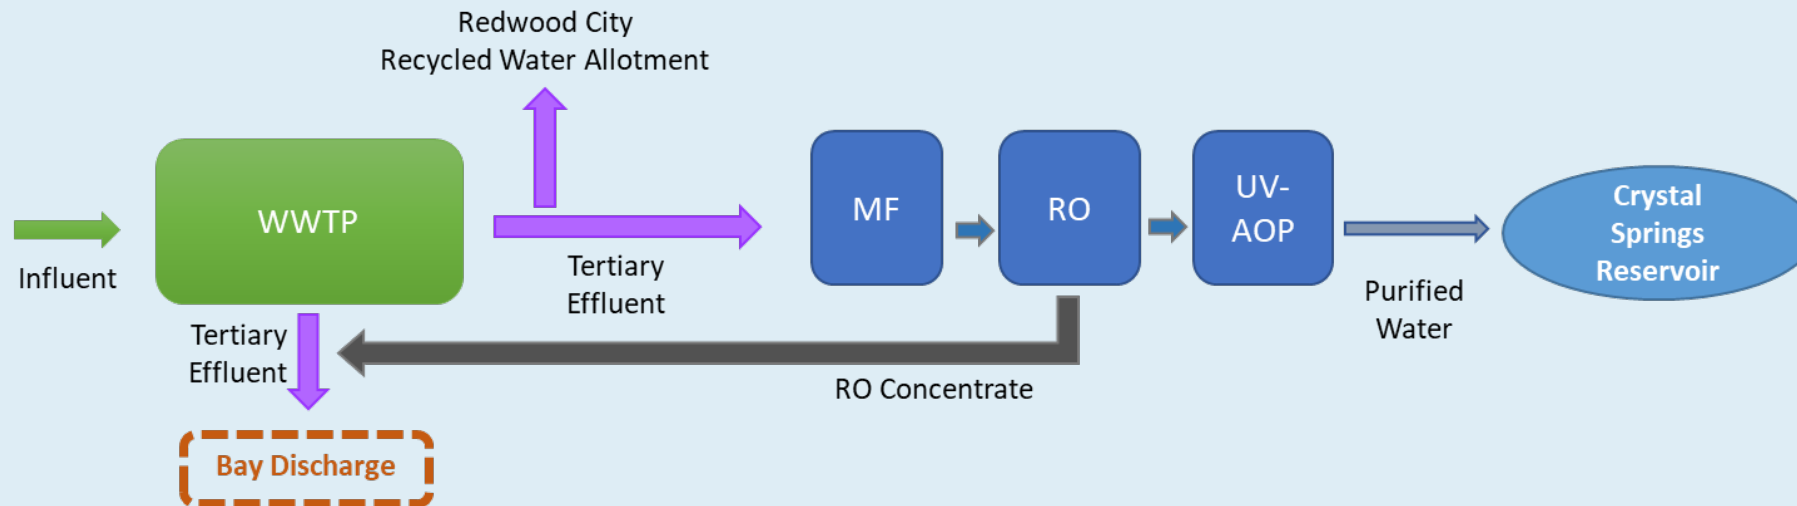 Redwood City
Recycled Water Allotment
Influent
WWTP
Tertiary
Effluent
MF
RO
UV-
AOP
Purified
Water
Crystal
Springs
Reservoir
Tertiary
Effluent
RO Concentrate
Bay Discharge